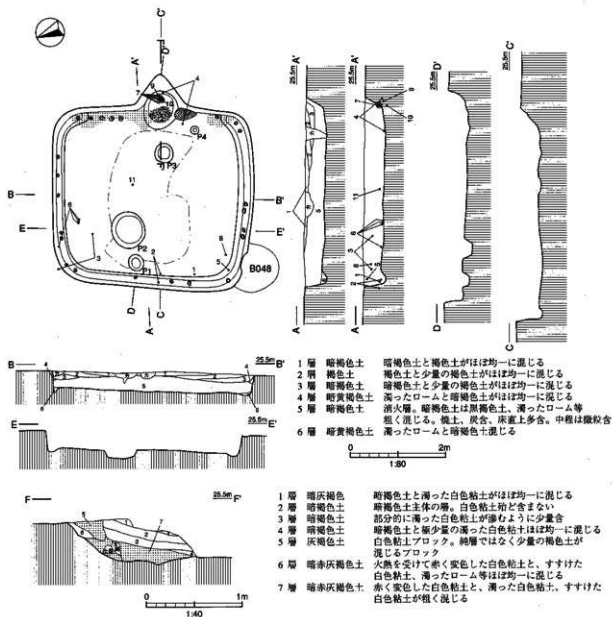 C'
D'
A'
4
9
7
10
P4
P3
11
B
B'
E
E'
6
P2
8
3
2
5
P1
1
B048
D
A
C
25.5m
A'
A
25.5m
A'
A
25.5m
D'
D
25.5m
C'
C
B
25.5m
B'
E
25.5m
E'
1層 暗褐色土 暗褐色土と褐色土がほぼ均一に混じる
2層 褐色土 褐色土と少量の褐色土がほぼ均一に混じる
3層 暗褐色土 暗褐色土と少量の褐色土がほぼ均一に混じる
4層 暗黄褐色土 濁ったロームと暗褐色土がほぼ均一に混じる
5層 暗褐色土 消火層。暗褐色土は黒褐色土、濁ったローム等
粗く混じる。焼土、炭含、床直上多含。中程は微粒含
6層 暗黄褐色土 濁ったロームと暗褐色土混じる
0 2m
1:80
F
25.5m
F'
0 1m
1:40
1層 暗灰褐色 暗褐色土と濁った白色粘土がほぼ均一に混じる
2層 暗褐色土 暗褐色土主体の層。白色粘土殆ど含まない
3層 暗褐色土 部分的に濁った白色粘土が滲むように少量含
4層 暗褐色土 暗褐色土と極少量の白色粘土ほぼ均一に混じる
5層 灰褐色土 白色粘土ブロック。純層ではなく少量の褐色土が
混じるブロック
6層 暗赤灰褐色土 火熱を受けて赤く変色した白色粘土と、すすけた
白色粘土、濁ったローム等ほぼ均一に混じる
7層 暗赤灰褐色土 赤く変色した白色粘土と、濁った白色粘土、すすけた
白色粘土が粗く混じる